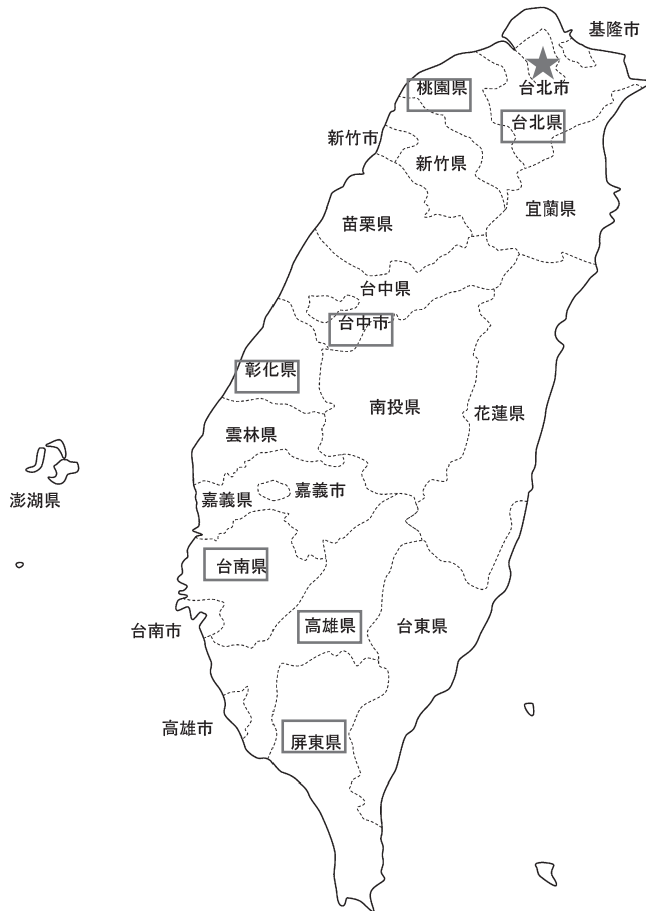 基隆市
桃園県
台北市
台北県
新竹市
新竹県
宜蘭県
苗栗県
台中県
台中市
彰化県
南投県
花蓮県
雲林県
嘉義市
嘉義県
澎湖県
台南県
台南市
高雄県
台東県
高雄市
屏東県